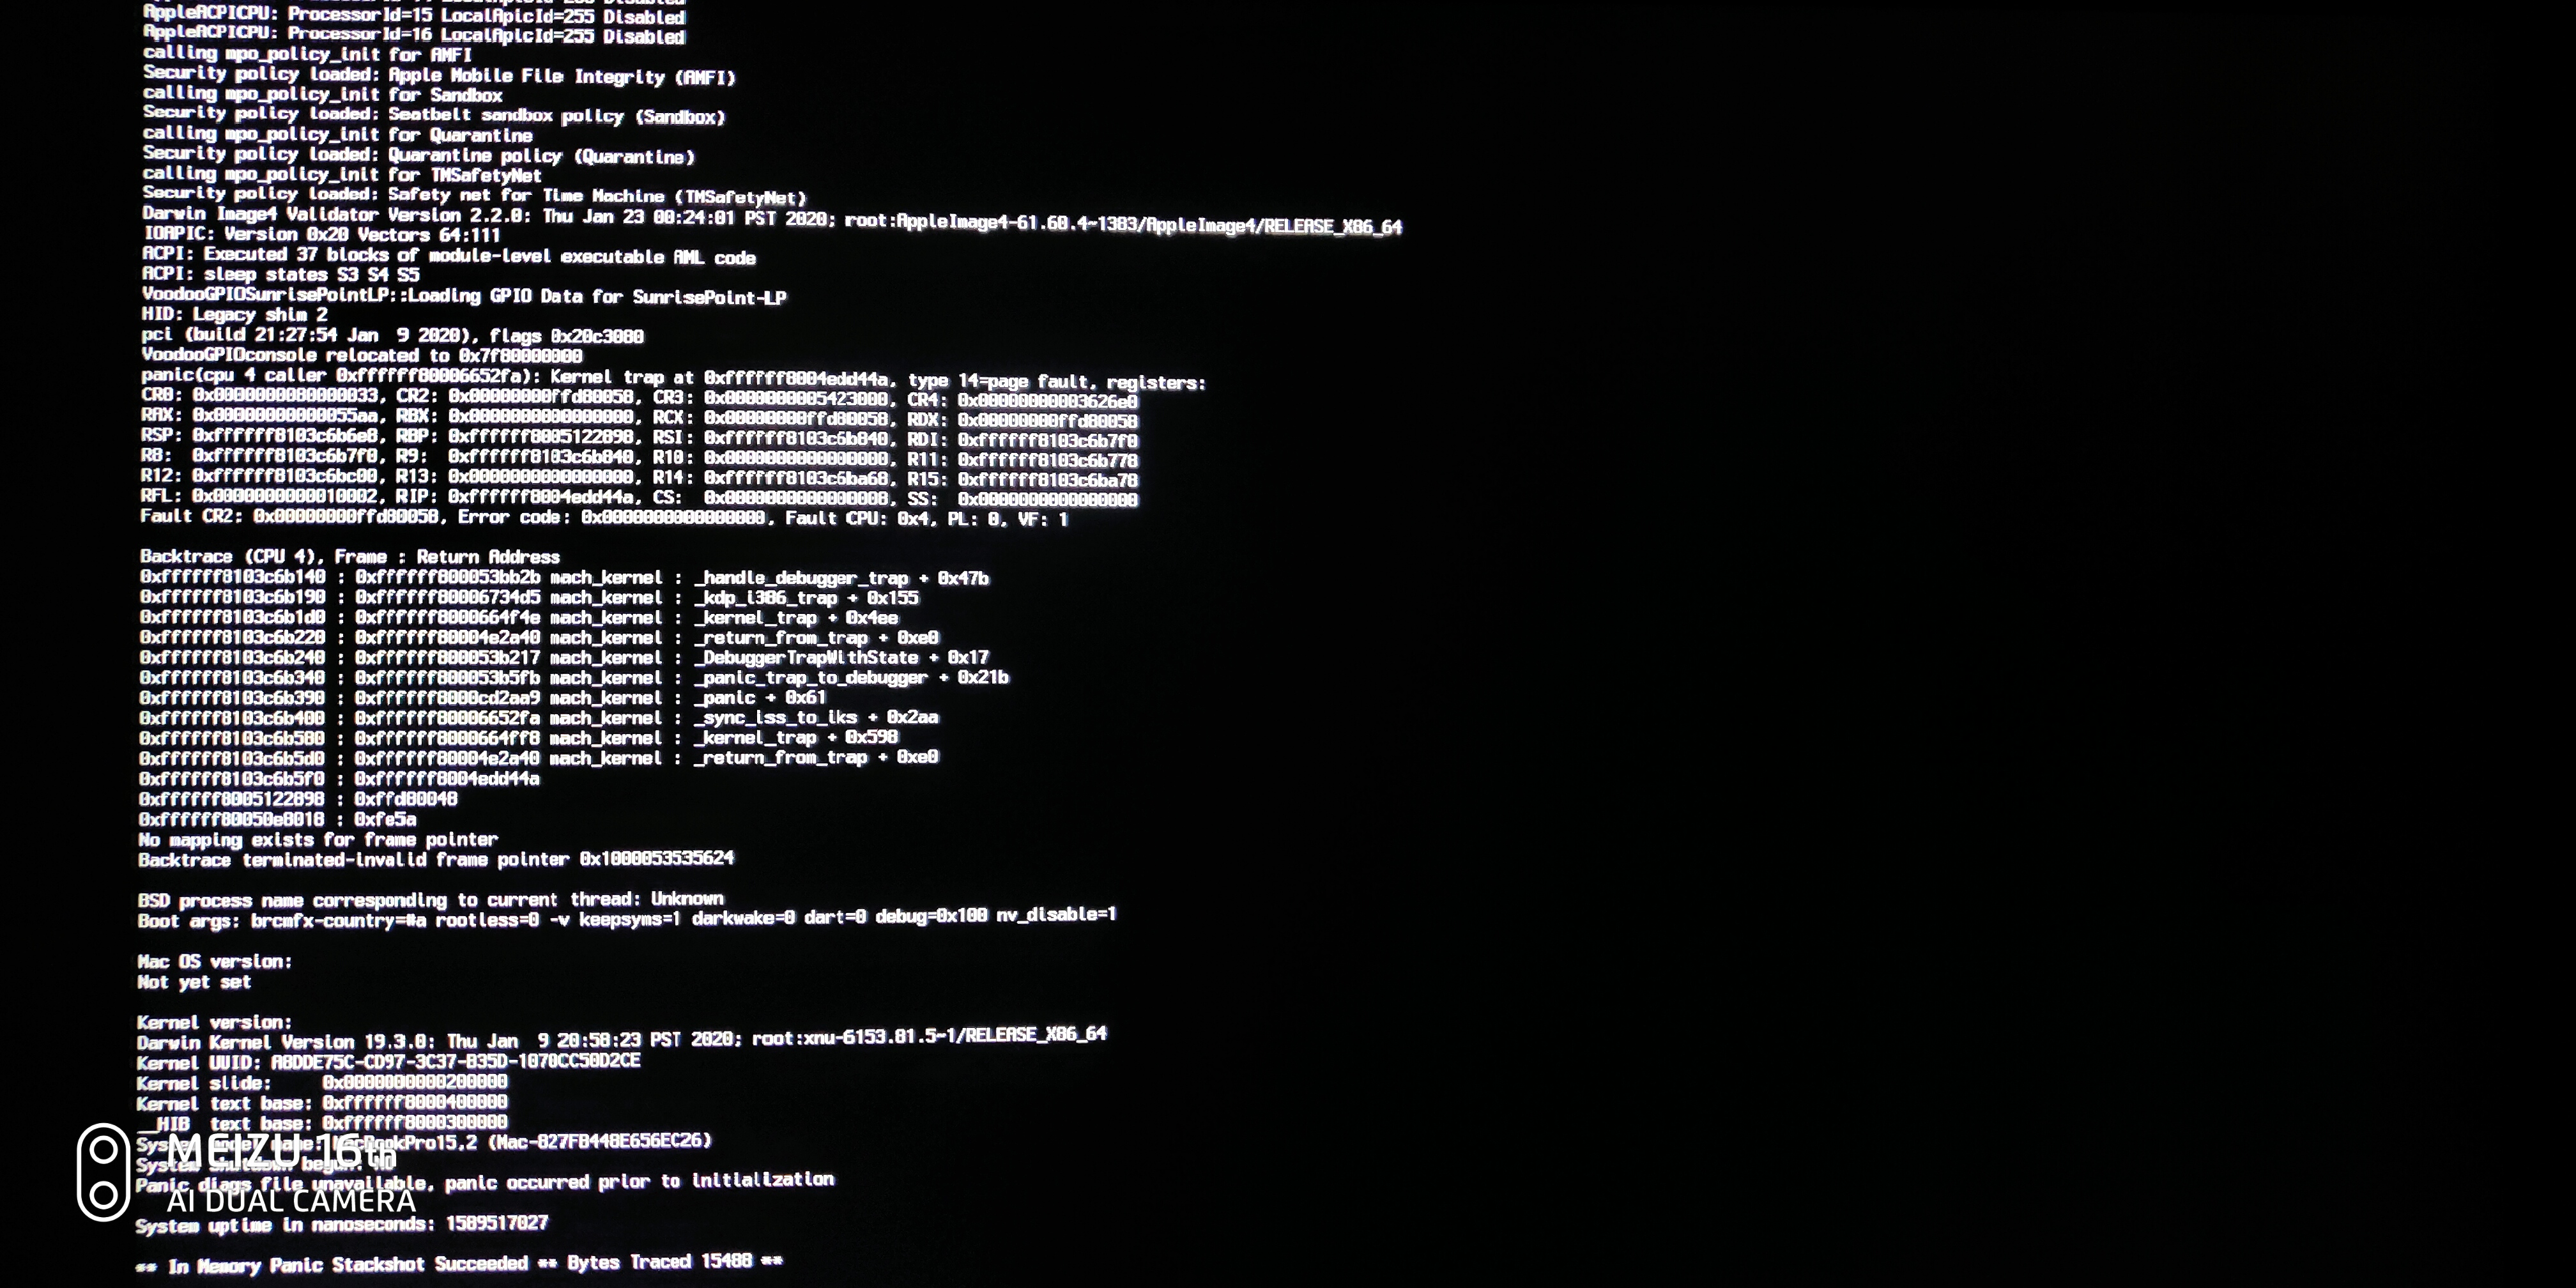 AppleACPICPU: ProcessorId=15 LocalApicId=255 Disabled
AppleACPICPU: ProcessorId=16 LocalApicId=255 Disabled
calling mpo_policy_init for AMFI
Security policy loaded: Apple Mobile File Integrity (AMFI)
calling mpo_policy_init for Sandbox
Security policy loaded: Seatbelt sandbox policy (Sandbox)
calling mpo_policy_init for Quarantine
Security policy loaded: Quarantine policy (Quarantine)
calling mpo_policy_init for TMSafetyNet
Security policy loaded: Safety net for Time Machine (TMSafetyNet)
Darwin Image4 Validator Version 2.2.0: Thu Jan 23 00:24:01 PST 2020; root:AppleImage4-61.60.4~1383/AppleImage4/RELEASE_X86_64
IOAPIC: Version 0x20 Vectors 64:111
ACPI: Executed 37 blocks of module-level executable AML code
ACPI: sleep states S3 S4 S5
VoodooGPIOSunrisePointLP::Loading GPIO Data for SunrisePoint-LP
HID: Legacy shim 2
pci (build 21:27:54 Jan  9 2020), flags 0x20c3080
VoodooGPIOconsole relocated to 0x7f80000000
panic(cpu 4 caller 0xffffff80006652fa): Kernel trap at 0xffffff8004edd44a, type 14=page fault, registers:
CR0: 0x0000000080000033, CR2: 0x00000000ffd80058, CR3: 0x0000000005423000, CR4: 0x00000000003626e0
RAX: 0x00000000000055aa, RBX: 0x0000000000000000, RCX: 0x00000000ffd80058, RDX: 0x00000000ffd80058
RSP: 0xffffff8103c6b6e8, RBP: 0xffffff8005122898, RSI: 0xffffff8103c6b840, RDI: 0xffffff8103c6b7f0
R8:  0xffffff8103c6b7f0, R9:  0xffffff8103c6b840, R10: 0x0000000000000000, R11: 0xffffff8103c6b778
R12: 0xffffff8103c6bc00, R13: 0x0000000000000000, R14: 0xffffff8103c6ba68, R15: 0xffffff8103c6ba78
RFL: 0x0000000000010002, RIP: 0xffffff8004edd44a, CS:  0x0000000000000008, SS:  0x0000000000000000
Fault CR2: 0x00000000ffd80058, Error code: 0x0000000000000000, Fault CPU: 0x4, PL: 0, VF: 1
Backtrace (CPU 4), Frame : Return Address
0xffffff8103c6b140 : 0xffffff800053bb2b mach_kernel : _handle_debugger_trap + 0x47b
0xffffff8103c6b190 : 0xffffff80006734d5 mach_kernel : _kdp_i386_trap + 0x155
0xffffff8103c6b1d0 : 0xffffff8000664f4e mach_kernel : _kernel_trap + 0x4ee
0xffffff8103c6b220 : 0xffffff80004e2a40 mach_kernel : _return_from_trap + 0xe0
0xffffff8103c6b240 : 0xffffff800053b217 mach_kernel : _DebuggerTrapWithState + 0x17
0xffffff8103c6b340 : 0xffffff800053b5fb mach_kernel : _panic_trap_to_debugger + 0x21b
0xffffff8103c6b390 : 0xffffff8000cd2aa9 mach_kernel : _panic + 0x61
0xffffff8103c6b400 : 0xffffff80006652fa mach_kernel : _sync_iss_to_iks + 0x2aa
0xffffff8103c6b580 : 0xffffff8000664ff8 mach_kernel : _kernel_trap + 0x598
0xffffff8103c6b5d0 : 0xffffff80004e2a40 mach_kernel : _return_from_trap + 0xe0
0xffffff8103c6b5f0 : 0xffffff8004edd44a
0xffffff8005122898 : 0xffd80048
0xffffff80050e8018 : 0xfe5a
No mapping exists for frame pointer
Backtrace terminated-invalid frame pointer 0x1000053535624
BSD process name corresponding to current thread: Unknown
Boot args: brcmfx-country=#a rootless=0 -v keepsyms=1 darkwake=0 dart=0 debug=0x100 nv_disable=1
Mac OS version:
Not yet set
Kernel version:
Darwin Kernel Version 19.3.0: Thu Jan  9 20:58:23 PST 2020; root:xnu-6153.81.5~1/RELEASE_X86_64
Kernel UUID: A8DDE75C-CD97-3C37-B35D-1070CC50D2CE
Kernel slide:     0x0000000000200000
Kernel text base: 0xffffff8000400000
__HIB  text base: 0xffffff8000300000
System model name: MacBookPro15,2 (Mac-827FB448E656EC26)
System shutdown begun: NO
Panic diags file unavailable, panic occurred prior to initialization
System uptime in nanoseconds: 1589517027
** In Memory Panic Stackshot Succeeded ** Bytes Traced 15488 **
MEIZU 16th
AI DUAL CAMERA